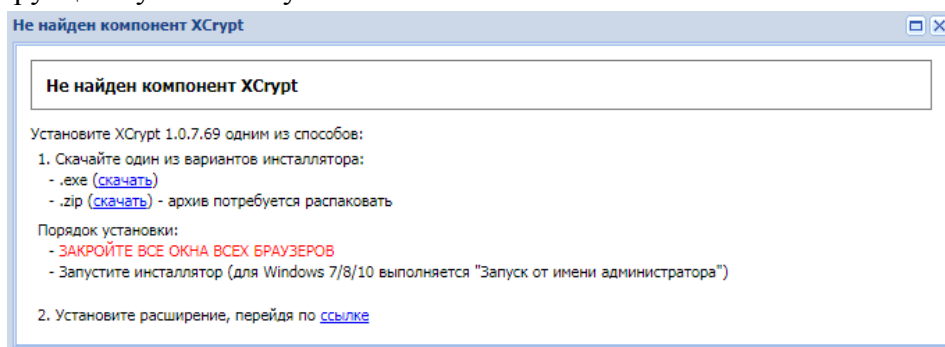 Не найден компонент XCrypt
Не найден компонент XCrypt
Установите XCrypt 1.0.7.69 одним из способов:
1. Скачайте один из вариантов инсталлятора:
- .exe (скачать)
- .zip (скачать) - архив потребуется распаковать
Порядок установки:
- ЗАКРОЙТЕ ВСЕ ОКНА ВСЕХ БРАУЗЕРОВ
- Запустите инсталлятор (для Windows 7/8/10 выполняется "Запуск от имени администратора")
2. Установите расширение, перейдя по ссылке